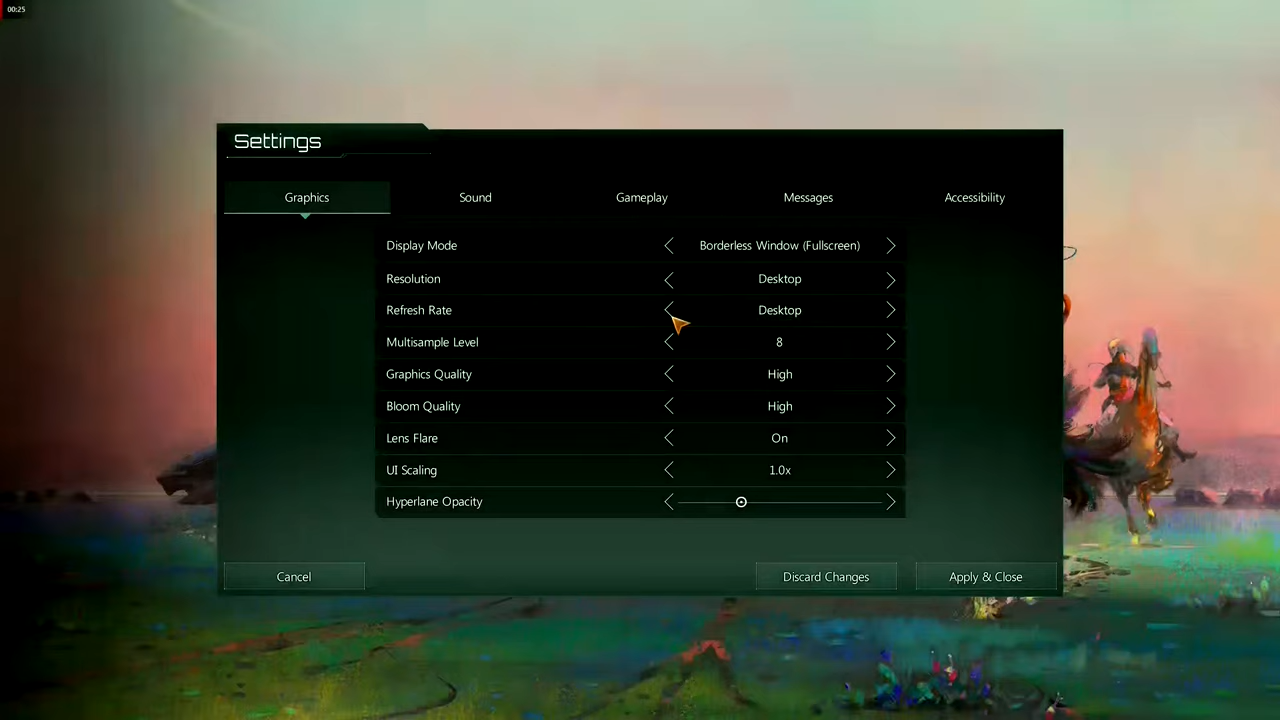 00:25
Settings
Graphics
Sound
Gameplay
Messages
Accessibility
Display Mode Borderless Window (Fullscreen)
Resolution Desktop
Refresh Rate Desktop
Multisample Level 8
Graphics Quality High
Bloom Quality High
Lens Flare On
UI Scaling 1.0x
Hyperlane Opacity
Cancel
Discard Changes
Apply & Close